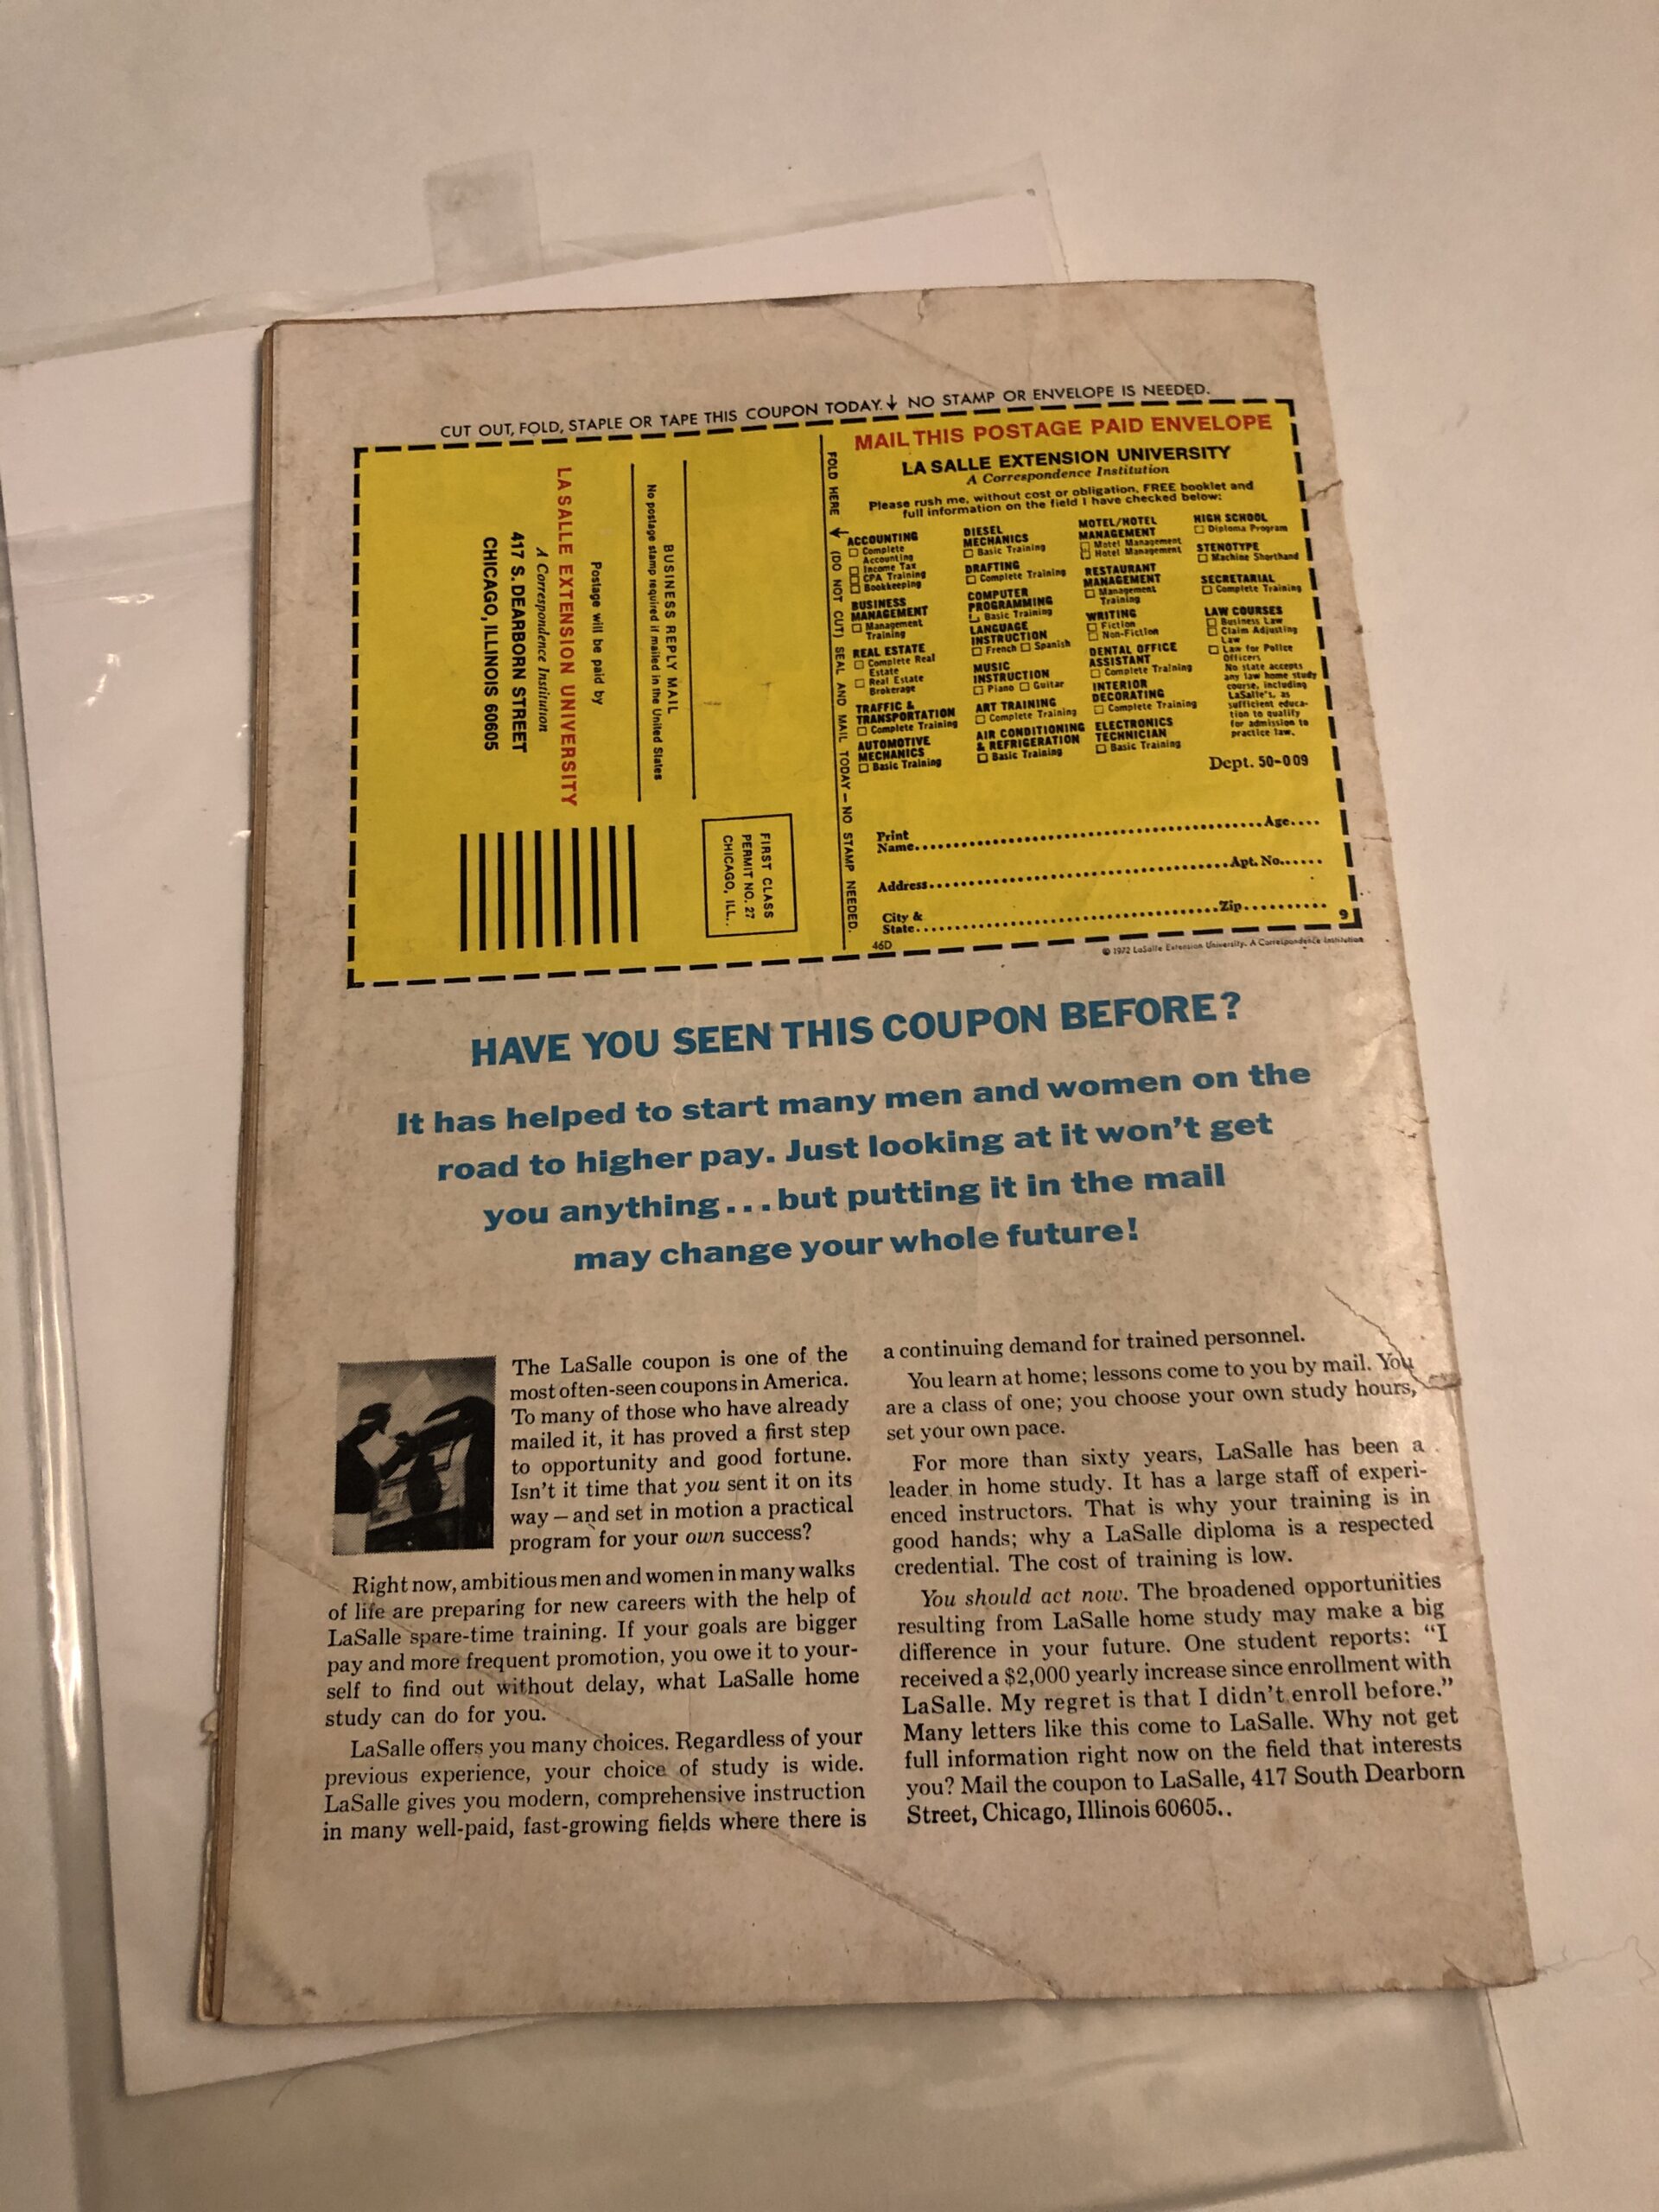 CUT OUT, FOLD, STAPLE OR TAPE THIS COUPON TODAY.↓ NO STAMP OR ENVELOPE IS NEEDED.
MAIL THIS POSTAGE PAID ENVELOPE
LA SALLE EXTENSION UNIVERSITY
A Correspondence Institution
Please rush me, without cost or obligation, FREE booklet and
full information on the field I have checked below:
ACCOUNTING
☐ Complete
Accounting
☐ Income Tax
☐ CPA Training
☐ Bookkeeping
BUSINESS
MANAGEMENT
☐ Management
Training
REAL ESTATE
☐ Complete Real
Estate
☐ Real Estate
Brokerage
TRAFFIC &
TRANSPORTATION
☐ Complete Training
AUTOMOTIVE
MECHANICS
☐ Basic Training
DIESEL
MECHANICS
☐ Basic Training
DRAFTING
☐ Complete Training
COMPUTER
PROGRAMMING
☐ Basic Training
LANGUAGE
INSTRUCTION
☐ French ☐ Spanish
MUSIC
INSTRUCTION
☐ Piano ☐ Guitar
ART TRAINING
☐ Complete Training
AIR CONDITIONING
& REFRIGERATION
☐ Basic Training
MOTEL/HOTEL
MANAGEMENT
☐ Motel Management
☐ Hotel Management
RESTAURANT
MANAGEMENT
☐ Management
Training
WRITING
☐ Fiction
☐ Non-Fiction
DENTAL OFFICE
ASSISTANT
☐ Complete Training
INTERIOR
DECORATING
☐ Complete Training
ELECTRONICS
TECHNICIAN
☐ Basic Training
HIGH SCHOOL
☐ Diploma Program
STENOTYPE
☐ Machine Shorthand
SECRETARIAL
☐ Complete Training
LAW COURSES
☐ Business Law
☐ Claim Adjusting
Law
☐ Law for Police
Officers
No state accepts
any law home study
course, including
LaSalle's, as
sufficient educa-
tion to qualify
for admission to
practice law.
Dept. 50-009
Print
Name Age
Address Apt. No.
City &
State Zip
46D
9
© 1972 LaSalle Extension University. A Correspondence Institution
FOLD HERE ↓ (DO NOT CUT) SEAL AND MAIL TODAY — NO STAMP NEEDED.
FIRST CLASS
PERMIT NO. 27
CHICAGO, ILL.
BUSINESS REPLY MAIL
No postage stamp required if mailed in the United States
Postage will be paid by
LA SALLE EXTENSION UNIVERSITY
A Correspondence Institution
417 S. DEARBORN STREET
CHICAGO, ILLINOIS 60605
HAVE YOU SEEN THIS COUPON BEFORE?
It has helped to start many men and women on the
road to higher pay. Just looking at it won't get
you anything...but putting it in the mail
may change your whole future!
The LaSalle coupon is one of the
most often-seen coupons in America.
To many of those who have already
mailed it, it has proved a first step
to opportunity and good fortune.
Isn't it time that you sent it on its
way — and set in motion a practical
program for your own success?
Right now, ambitious men and women in many walks
of life are preparing for new careers with the help of
LaSalle spare-time training. If your goals are bigger
pay and more frequent promotion, you owe it to your-
self to find out without delay, what LaSalle home
study can do for you.
LaSalle offers you many choices. Regardless of your
previous experience, your choice of study is wide.
LaSalle gives you modern, comprehensive instruction
in many well-paid, fast-growing fields where there is
a continuing demand for trained personnel.
You learn at home; lessons come to you by mail. You
are a class of one; you choose your own study hours,
set your own pace.
For more than sixty years, LaSalle has been a
leader in home study. It has a large staff of experi-
enced instructors. That is why your training is in
good hands; why a LaSalle diploma is a respected
credential. The cost of training is low.
You should act now. The broadened opportunities
resulting from LaSalle home study may make a big
difference in your future. One student reports: "I
received a $2,000 yearly increase since enrollment with
LaSalle. My regret is that I didn't enroll before."
Many letters like this come to LaSalle. Why not get
full information right now on the field that interests
you? Mail the coupon to LaSalle, 417 South Dearborn
Street, Chicago, Illinois 60605..